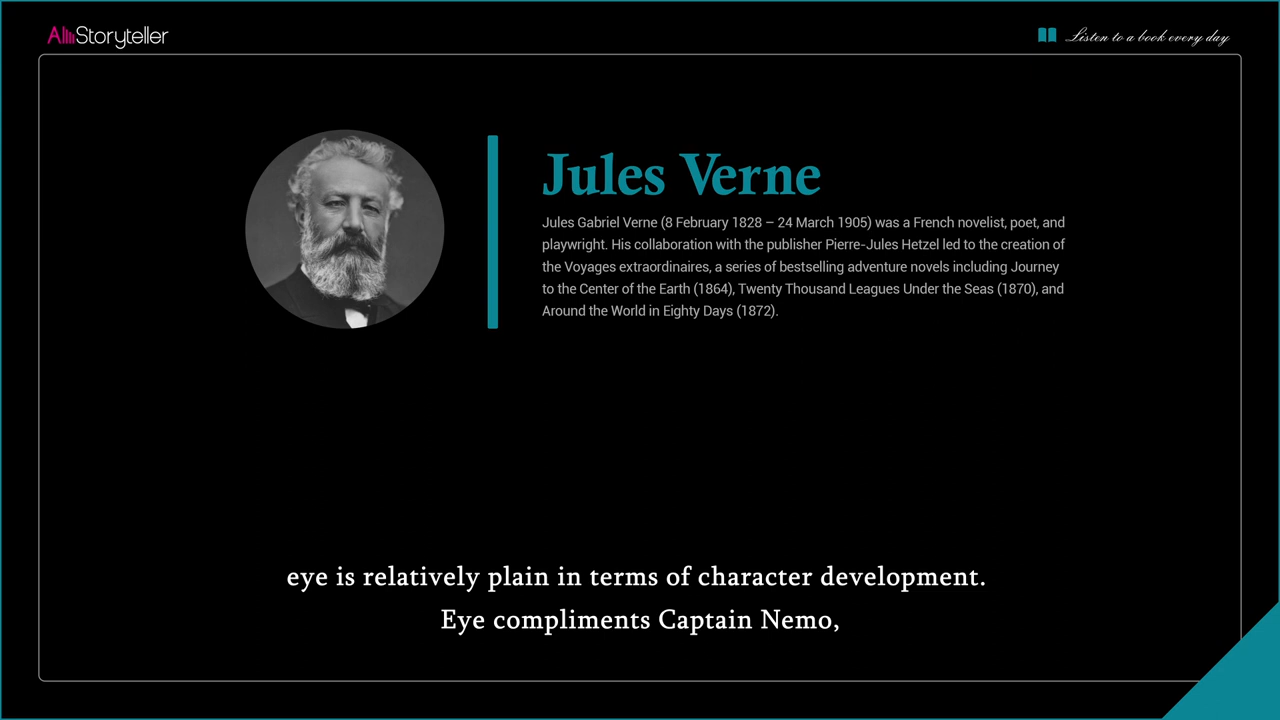 AllStoryteller
Listen to a book every day
Jules Verne
Jules Gabriel Verne (8 February 1828 – 24 March 1905) was a French novelist, poet, and
playwright. His collaboration with the publisher Pierre-Jules Hetzel led to the creation of
the Voyages extraordinaires, a series of bestselling adventure novels including Journey
to the Center of the Earth (1864), Twenty Thousand Leagues Under the Seas (1870), and
Around the World in Eighty Days (1872).
eye is relatively plain in terms of character development.
Eye compliments Captain Nemo,